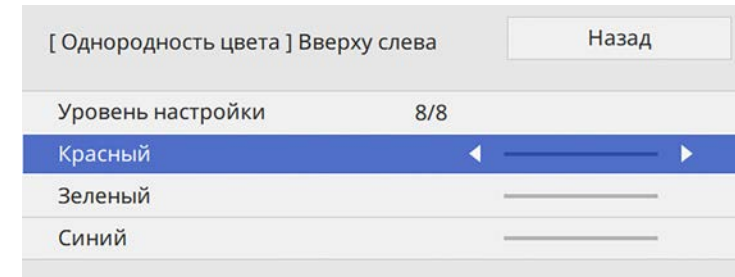 [ Однородность цвета ] Вверху слева
Назад
Уровень настройки 8/8
Красный
Зеленый
Синий